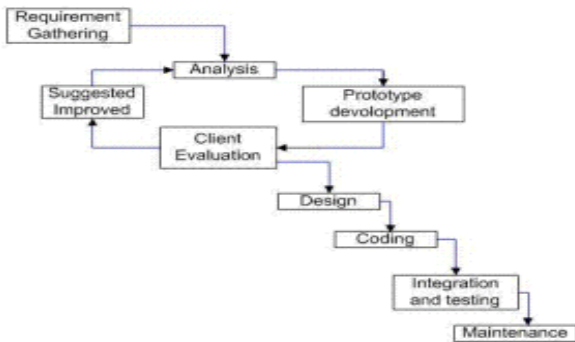 Requirement
Gathering
Analysis
Suggested
Improved
Prototype
devolopment
Client
Evaluation
Design
Coding
Integration
and testing
Maintenance